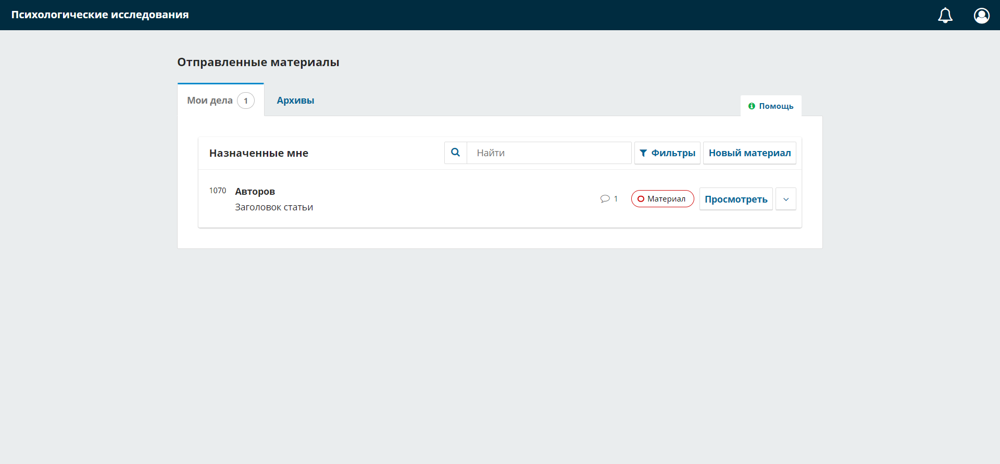 Психологические исследования
Отправленные материалы
Мои дела 1 Архивы
Помощь
Назначенные мне Найти Фильтры Новый материал
1070 Авторов
Заголовок статьи
1 Материал Просмотреть